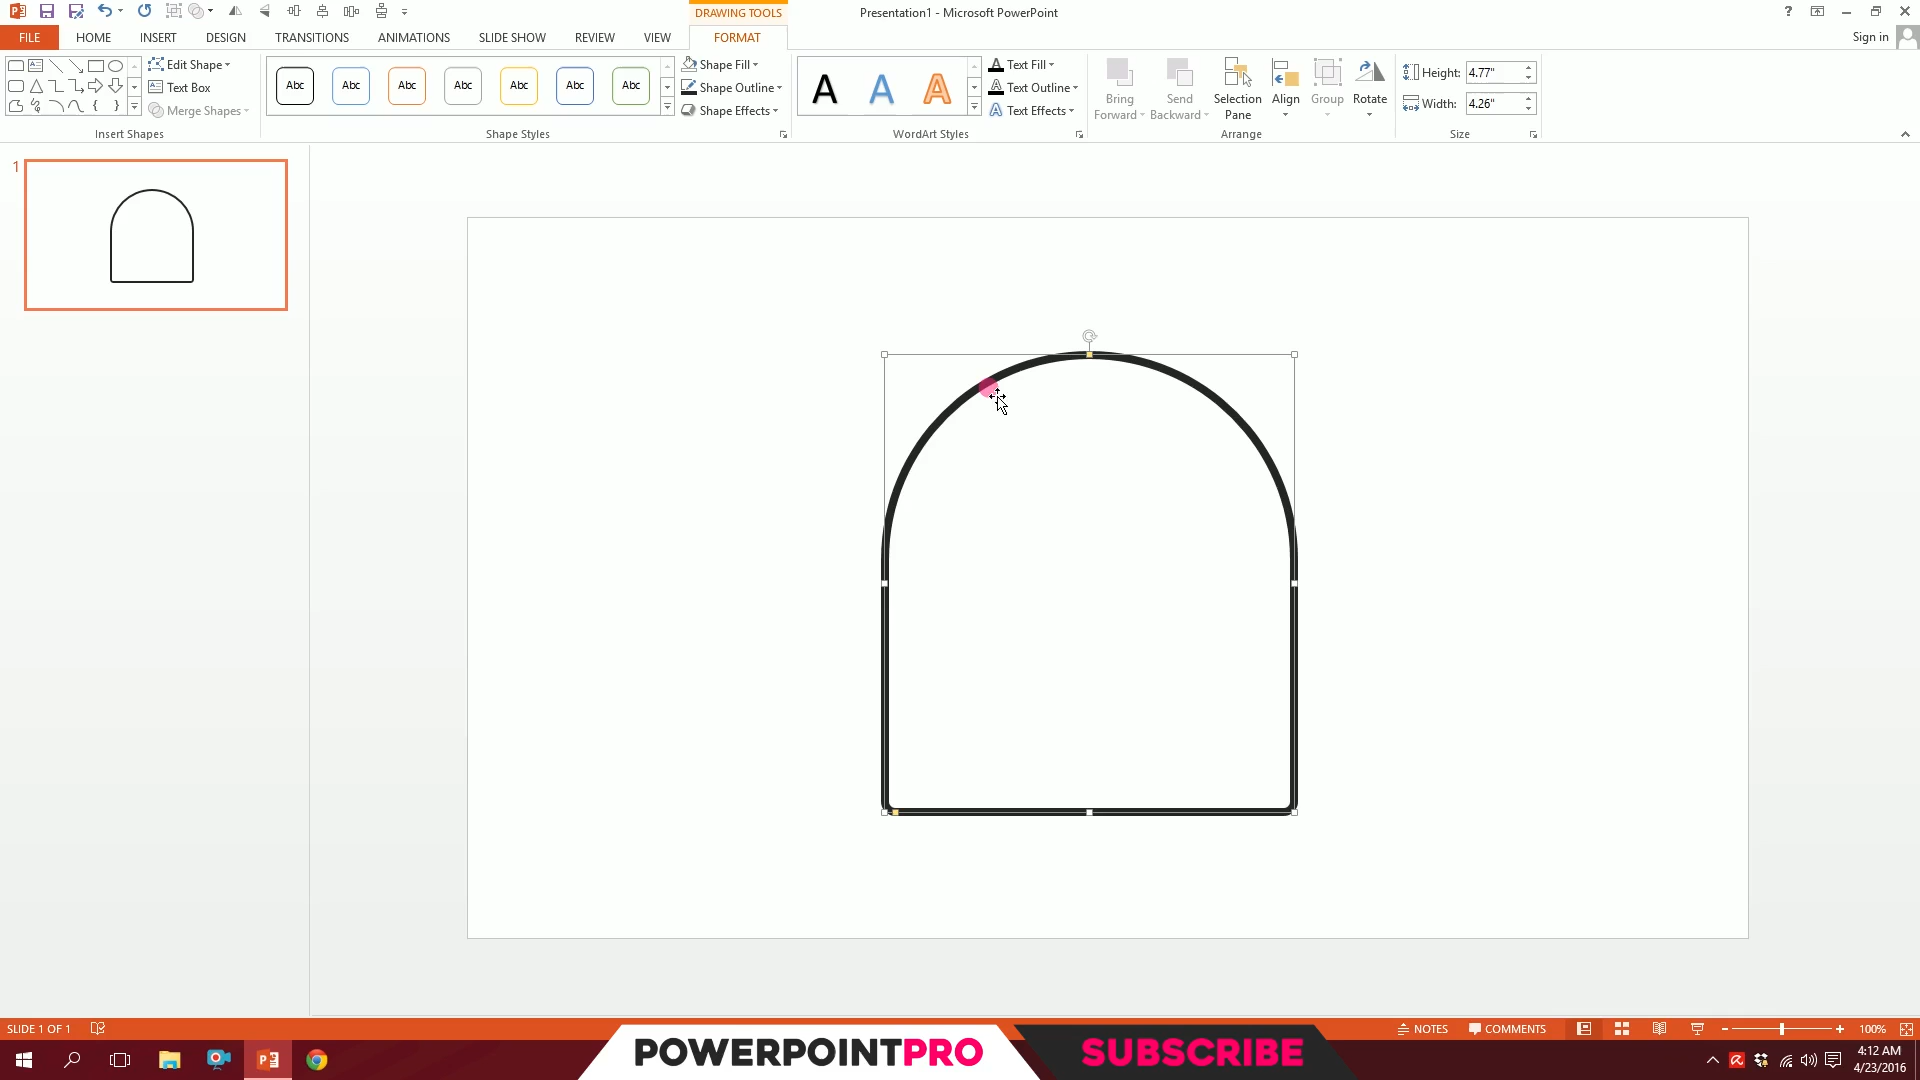 DRAWING TOOLS
Presentation1 - Microsoft PowerPoint
?
FILE
HOME
INSERT
DESIGN
TRANSITIONS
ANIMATIONS
SLIDE SHOW
REVIEW
VIEW
FORMAT
Sign in
Edit Shape
Text Box
Merge Shapes
Insert Shapes
Abc
Abc
Abc
Abc
Abc
Abc
Abc
Shape Fill
Shape Outline
Shape Effects
Shape Styles
A
A
A
Text Fill
Text Outline
Text Effects
WordArt Styles
Bring
Forward
Send
Backward
Selection
Pane
Align
Group
Rotate
Arrange
Height: 4.77"
Width: 4.26"
Size
1
SLIDE 1 OF 1
NOTES
COMMENTS
100%
POWERPOINTPRO
SUBSCRIBE
4:12 AM
4/23/2016